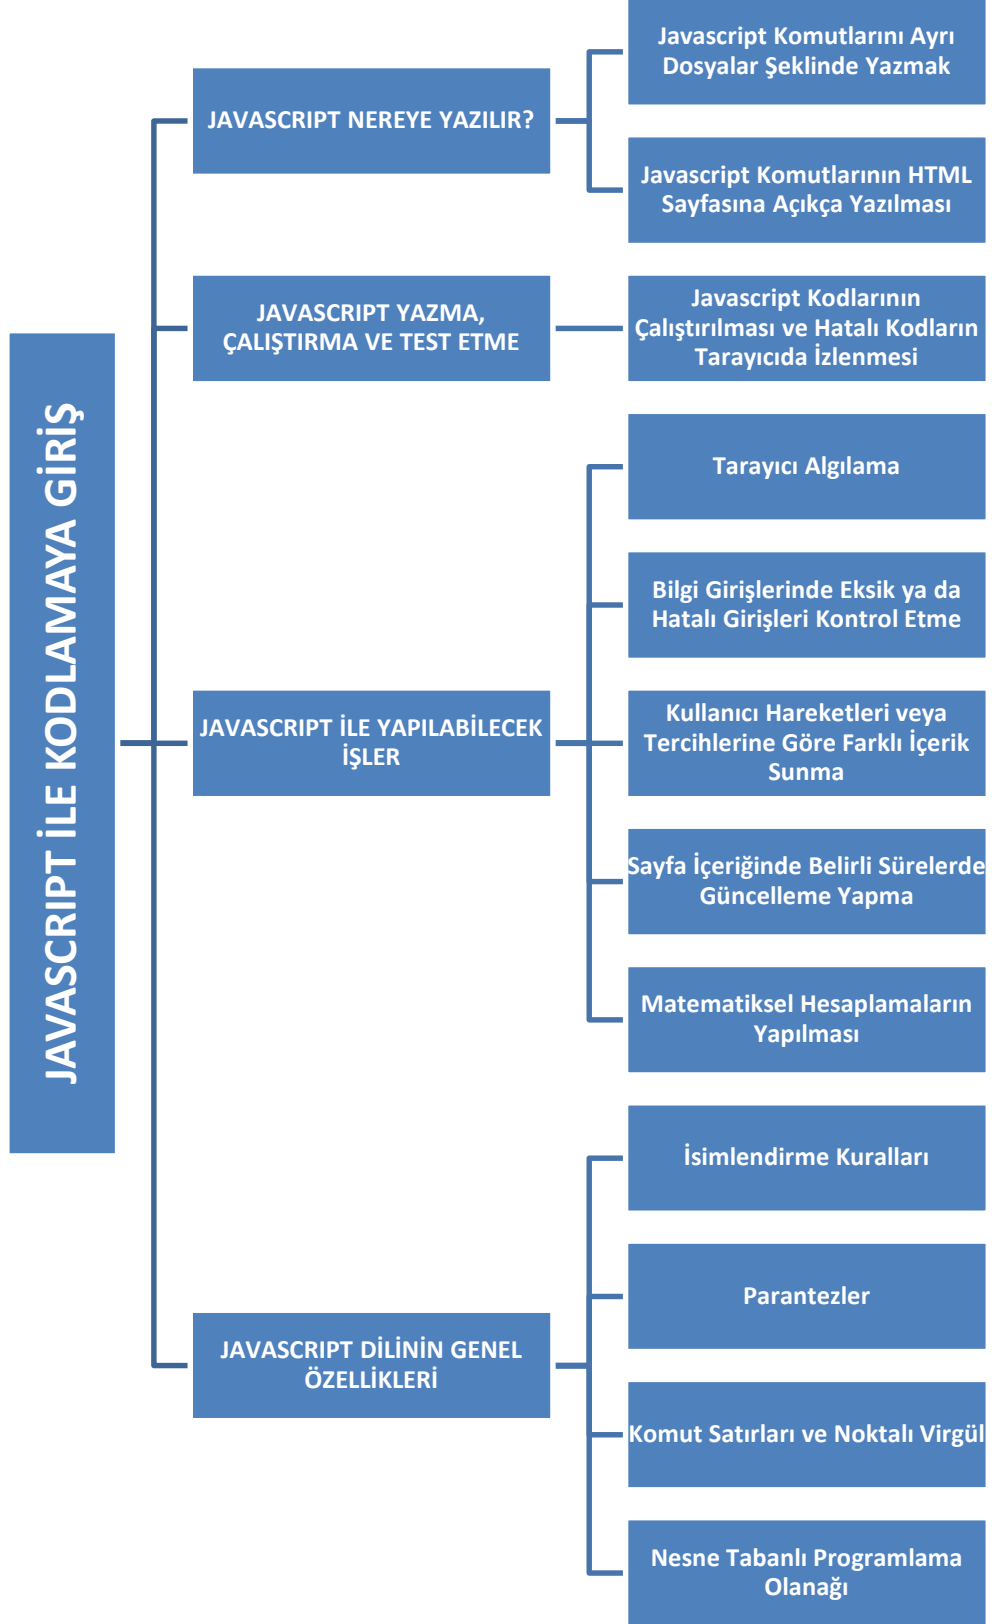 JAVASCRIPT İLE KODLAMAYA GİRİŞ
JAVASCRIPT NEREYE YAZILIR?
Javascript Komutlarını Ayrı
Dosyalar Şeklinde Yazmak
Javascript Komutlarının HTML
Sayfasına Açıkça Yazılması
JAVASCRIPT YAZMA,
ÇALIŞTIRMA VE TEST ETME
Javascript Kodlarının
Çalıştırılması ve Hatalı Kodların
Tarayıcıda İzlenmesi
JAVASCRIPT İLE YAPILABİLECEK
İŞLER
Tarayıcı Algılama
Bilgi Girişlerinde Eksik ya da
Hatalı Girişleri Kontrol Etme
Kullanıcı Hareketleri veya
Tercihlerine Göre Farklı İçerik
Sunma
Sayfa İçeriğinde Belirli Sürelerde
Güncelleme Yapma
Matematiksel Hesaplamaların
Yapılması
JAVASCRIPT DİLİNİN GENEL
ÖZELLİKLERİ
İsimlendirme Kuralları
Parantezler
Komut Satırları ve Noktalı Virgül
Nesne Tabanlı Programlama
Olanağı